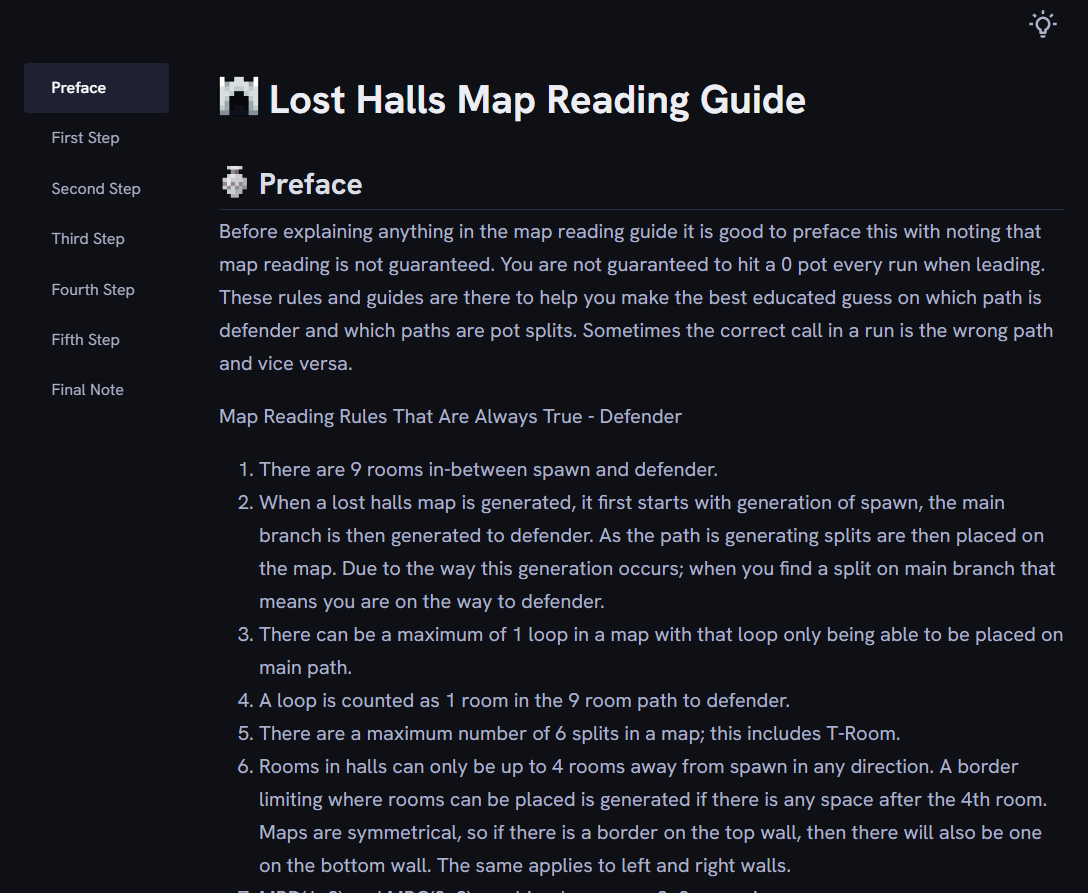 Preface
First Step
Second Step
Third Step
Fourth Step
Fifth Step
Final Note
Lost Halls Map Reading Guide
Preface
Before explaining anything in the map reading guide it is good to preface this with noting that
map reading is not guaranteed. You are not guaranteed to hit a 0 pot every run when leading.
These rules and guides are there to help you make the best educated guess on which path is
defender and which paths are pot splits. Sometimes the correct call in a run is the wrong path
and vice versa.
Map Reading Rules That Are Always True - Defender
1. There are 9 rooms in-between spawn and defender.
2. When a lost halls map is generated, it first starts with generation of spawn, the main
branch is then generated to defender. As the path is generating splits are then placed on
the map. Due to the way this generation occurs; when you find a split on main branch that
means you are on the way to defender.
3. There can be a maximum of 1 loop in a map with that loop only being able to be placed on
main path.
4. A loop is counted as 1 room in the 9 room path to defender.
5. There are a maximum number of 6 splits in a map; this includes T-Room.
6. Rooms in halls can only be up to 4 rooms away from spawn in any direction. A border
limiting where rooms can be placed is generated if there is any space after the 4th room.
Maps are symmetrical, so if there is a border on the top wall, then there will also be one
on the bottom wall. The same applies to left and right walls.